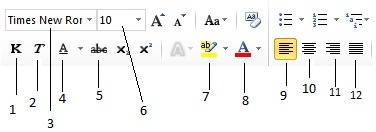 Times New Ror 10 A A Aa
K T A abc x₂ x² A ab A
1 2 4 5 6 7 8 9 10 11 12
3